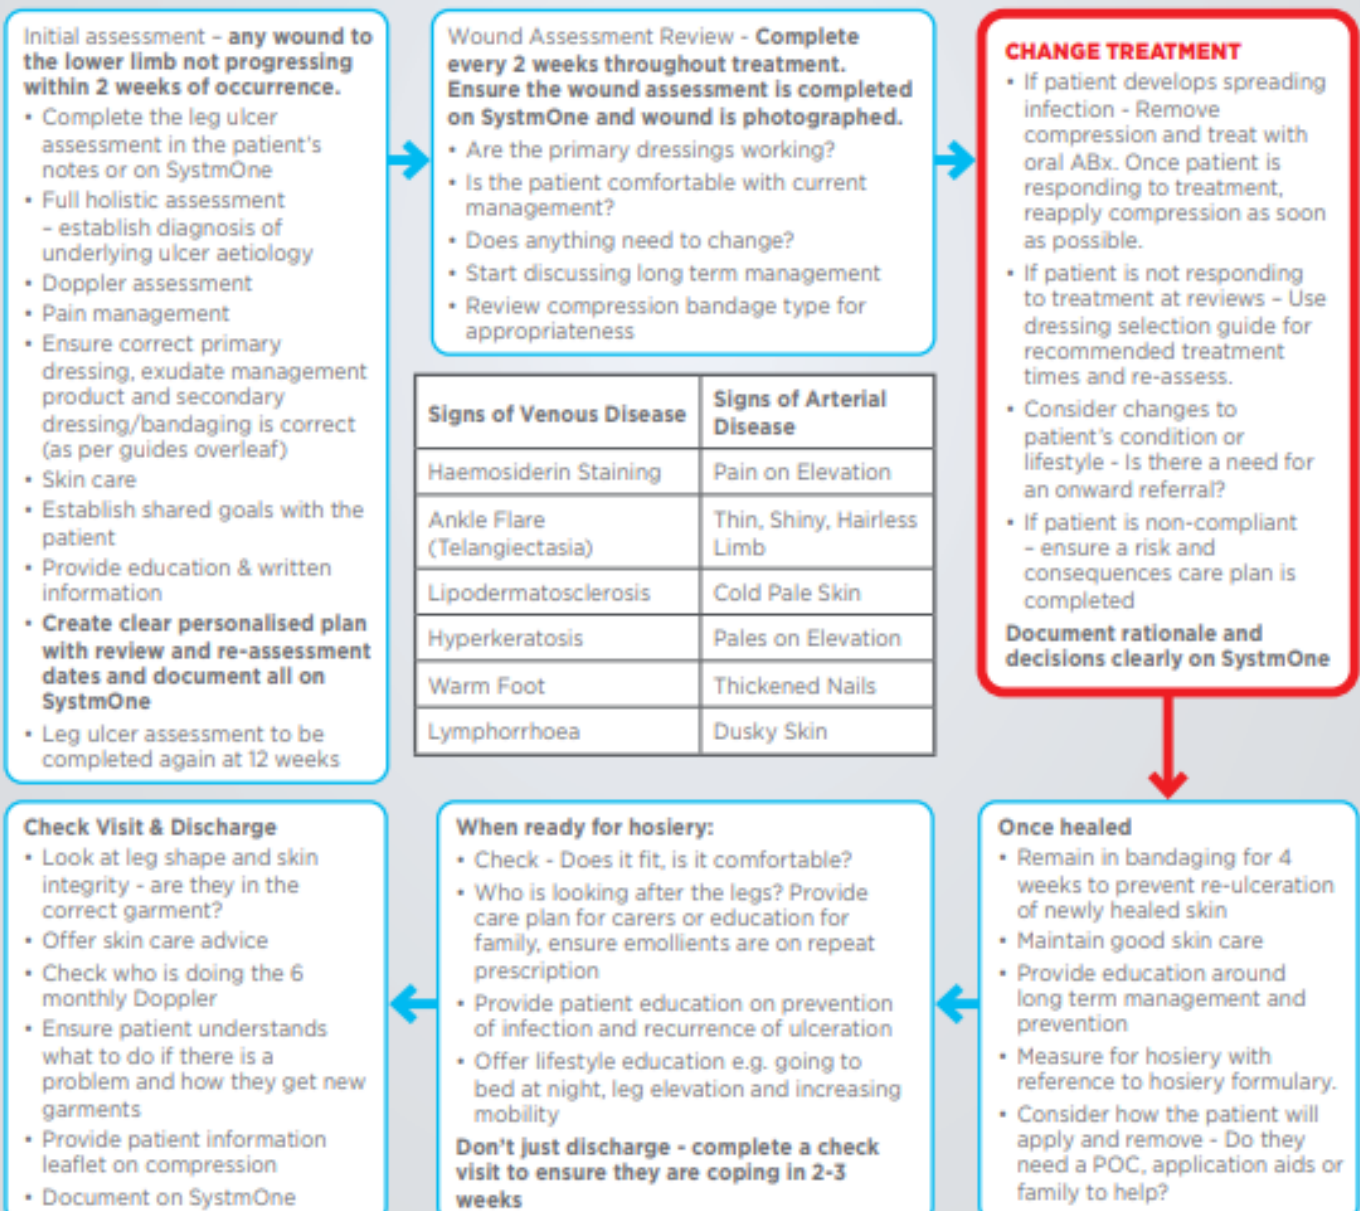 Initial assessment – any wound to
the lower limb not progressing
within 2 weeks of occurrence.
• Complete the leg ulcer
assessment in the patient's
notes or on SystmOne
• Full holistic assessment
– establish diagnosis of
underlying ulcer aetiology
• Doppler assessment
• Pain management
• Ensure correct primary
dressing, exudate management
product and secondary
dressing/bandaging is correct
(as per guides overleaf)
• Skin care
• Establish shared goals with the
patient
• Provide education & written
information
• Create clear personalised plan
with review and re-assessment
dates and document all on
SystmOne
• Leg ulcer assessment to be
completed again at 12 weeks
Wound Assessment Review - Complete
every 2 weeks throughout treatment.
Ensure the wound assessment is completed
on SystmOne and wound is photographed.
• Are the primary dressings working?
• Is the patient comfortable with current
management?
• Does anything need to change?
• Start discussing long term management
• Review compression bandage type for
appropriateness
Signs of Venous Disease
Signs of Arterial
Disease
Haemosiderin Staining
Pain on Elevation
Ankle Flare
(Telangiectasia)
Thin, Shiny, Hairless
Limb
Lipodermatosclerosis
Cold Pale Skin
Hyperkeratosis
Pales on Elevation
Warm Foot
Thickened Nails
Lymphorrhoea
Dusky Skin
CHANGE TREATMENT
• If patient develops spreading
infection - Remove
compression and treat with
oral ABx. Once patient is
responding to treatment,
reapply compression as soon
as possible.
• If patient is not responding
to treatment at reviews – Use
dressing selection guide for
recommended treatment
times and re-assess.
• Consider changes to
patient's condition or
lifestyle - Is there a need for
an onward referral?
• If patient is non-compliant
– ensure a risk and
consequences care plan is
completed
Document rationale and
decisions clearly on SystmOne
Once healed
• Remain in bandaging for 4
weeks to prevent re-ulceration
of newly healed skin
• Maintain good skin care
• Provide education around
long term management and
prevention
• Measure for hosiery with
reference to hosiery formulary.
• Consider how the patient will
apply and remove - Do they
need a POC, application aids or
family to help?
When ready for hosiery:
• Check - Does it fit, is it comfortable?
• Who is looking after the legs? Provide
care plan for carers or education for
family, ensure emollients are on repeat
prescription
• Provide patient education on prevention
of infection and recurrence of ulceration
• Offer lifestyle education e.g. going to
bed at night, leg elevation and increasing
mobility
Don't just discharge - complete a check
visit to ensure they are coping in 2-3
weeks
Check Visit & Discharge
• Look at leg shape and skin
integrity - are they in the
correct garment?
• Offer skin care advice
• Check who is doing the 6
monthly Doppler
• Ensure patient understands
what to do if there is a
problem and how they get new
garments
• Provide patient information
leaflet on compression
• Document on SystmOne